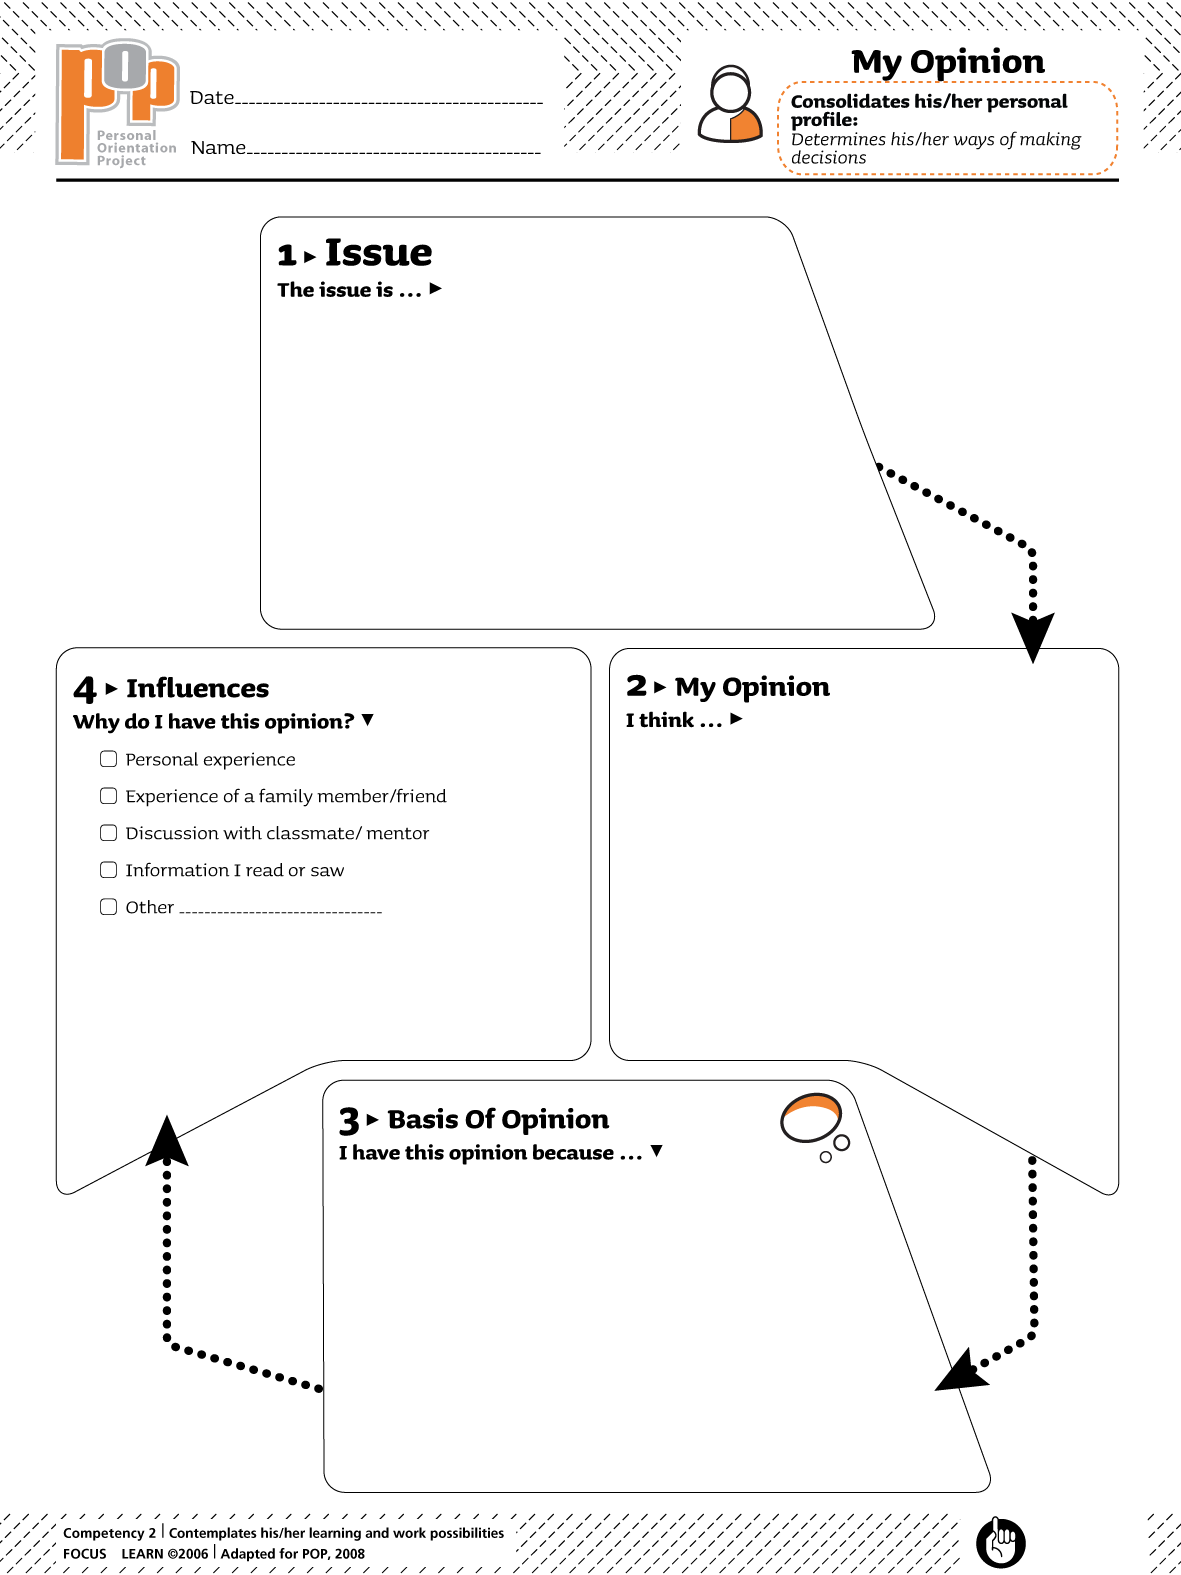 pop
Personal
Orientation
Project
Date
Name
My Opinion
Consolidates his/her personal
profile:
Determines his/her ways of making
decisions
1 ▸ Issue
The issue is ... ▸
4 ▸ Influences
Why do I have this opinion? ▾
Personal experience
Experience of a family member/friend
Discussion with classmate/ mentor
Information I read or saw
Other
2 ▸ My Opinion
I think ... ▸
3 ▸ Basis Of Opinion
I have this opinion because ... ▾
Competency 2 | Contemplates his/her learning and work possibilities
FOCUS LEARN ©2006 | Adapted for POP, 2008